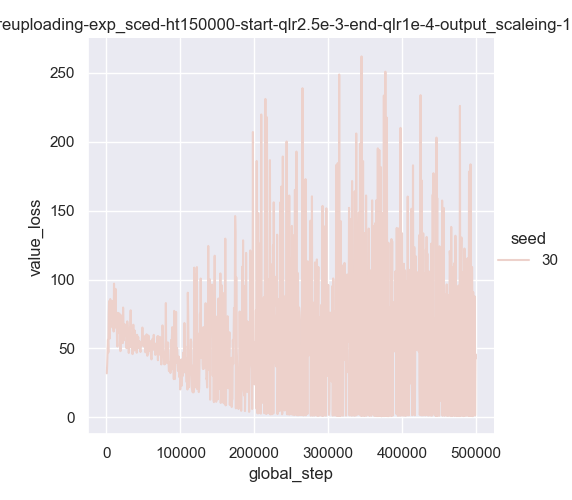 reuploading-exp_sced-ht150000-start-qlr2.5e-3-end-qlr1e-4-output_scaleing-1
250
200
150
100
50
0
value_loss
seed
30
0 100000 200000 300000 400000 500000
global_step